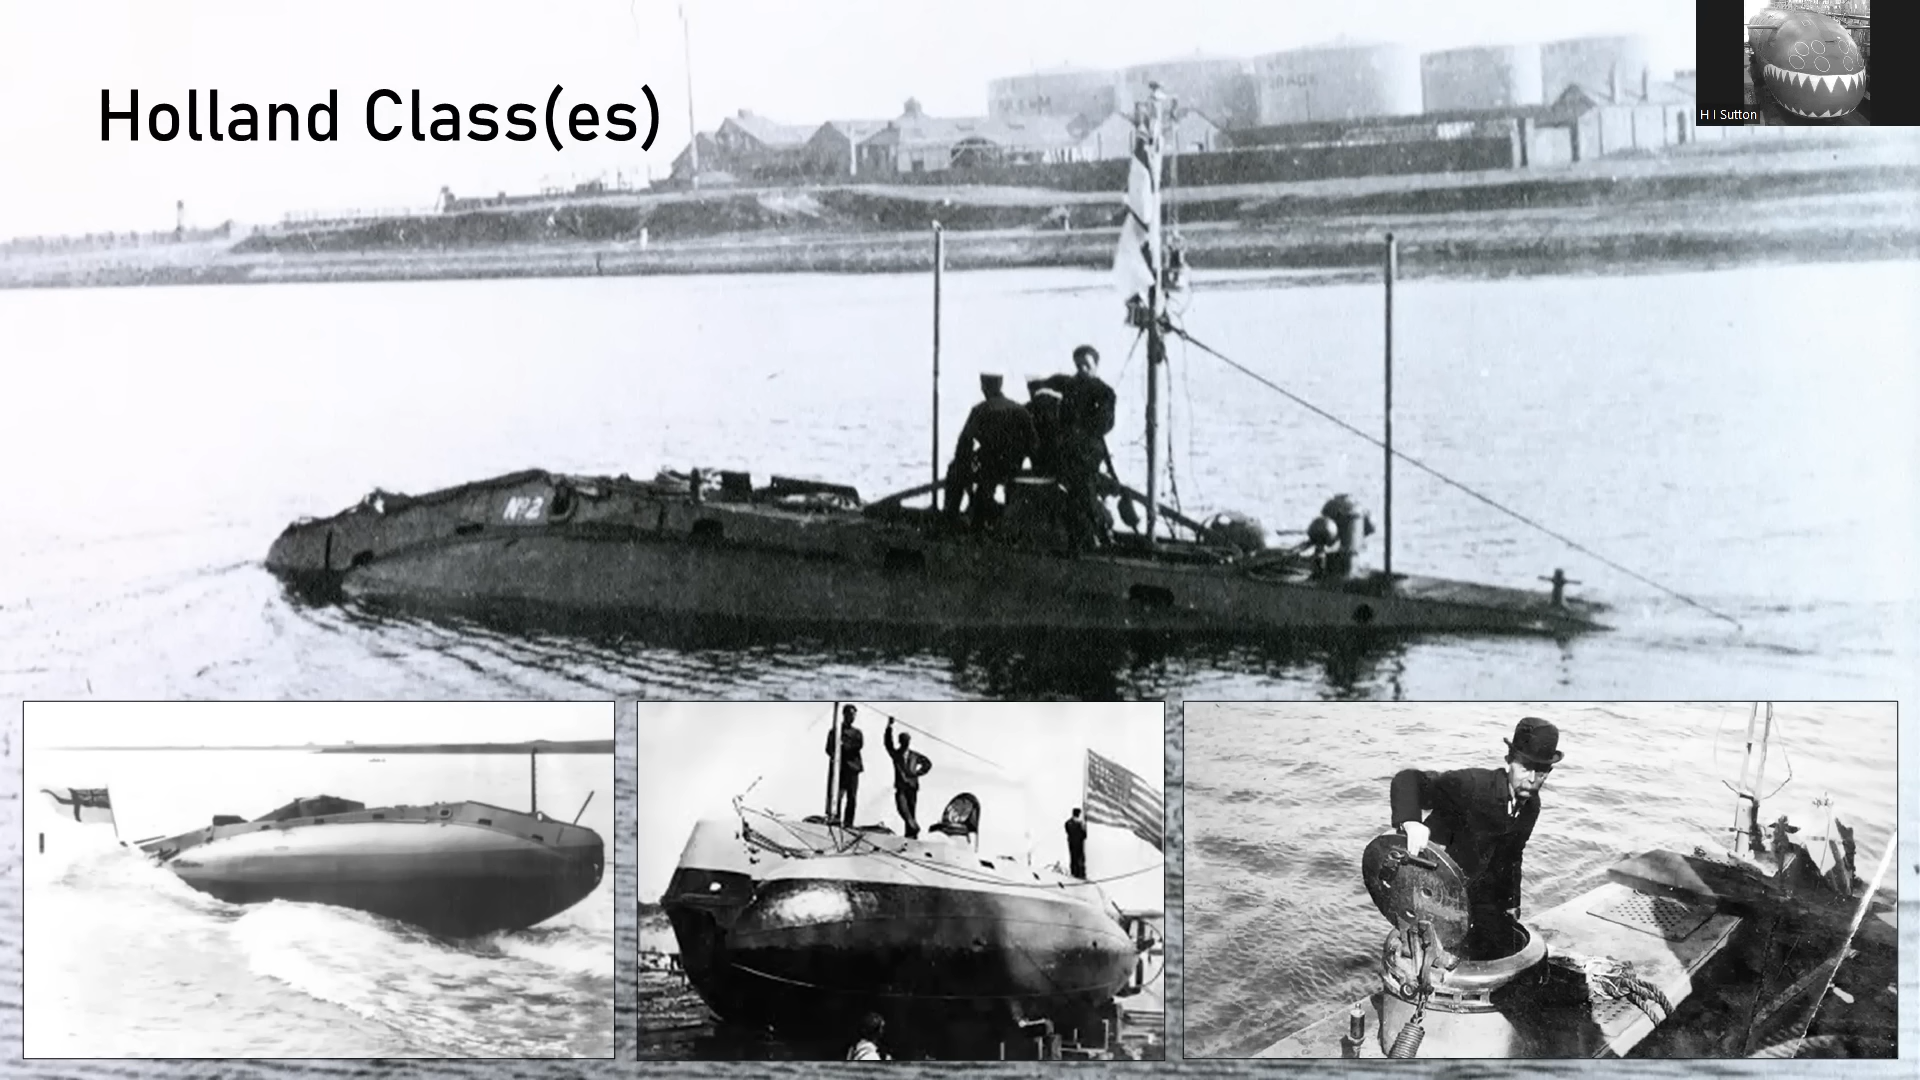 Holland Class(es)
H I Sutton
Nº2